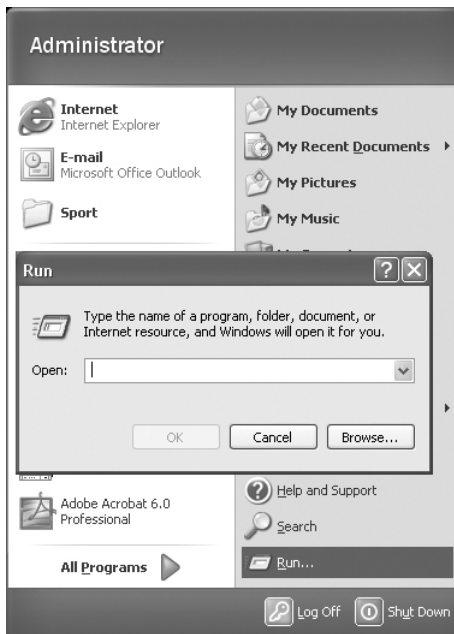 Administrator
Internet
Internet Explorer
E-mail
Microsoft Office Outlook
Sport
My Documents
My Recent Documents
My Pictures
My Music
Run
Type the name of a program, folder, document, or
Internet resource, and Windows will open it for you.
Open:
OK
Cancel
Browse...
Adobe Acrobat 6.0
Professional
All Programs
Help and Support
Search
Run...
Log Off
Shut Down